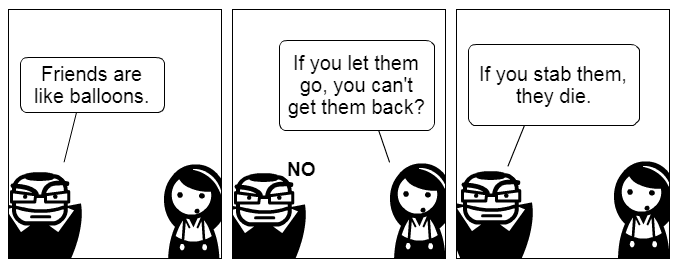 Friends are
like balloons.
If you let them
go, you can't
get them back?
NO
If you stab them,
they die.